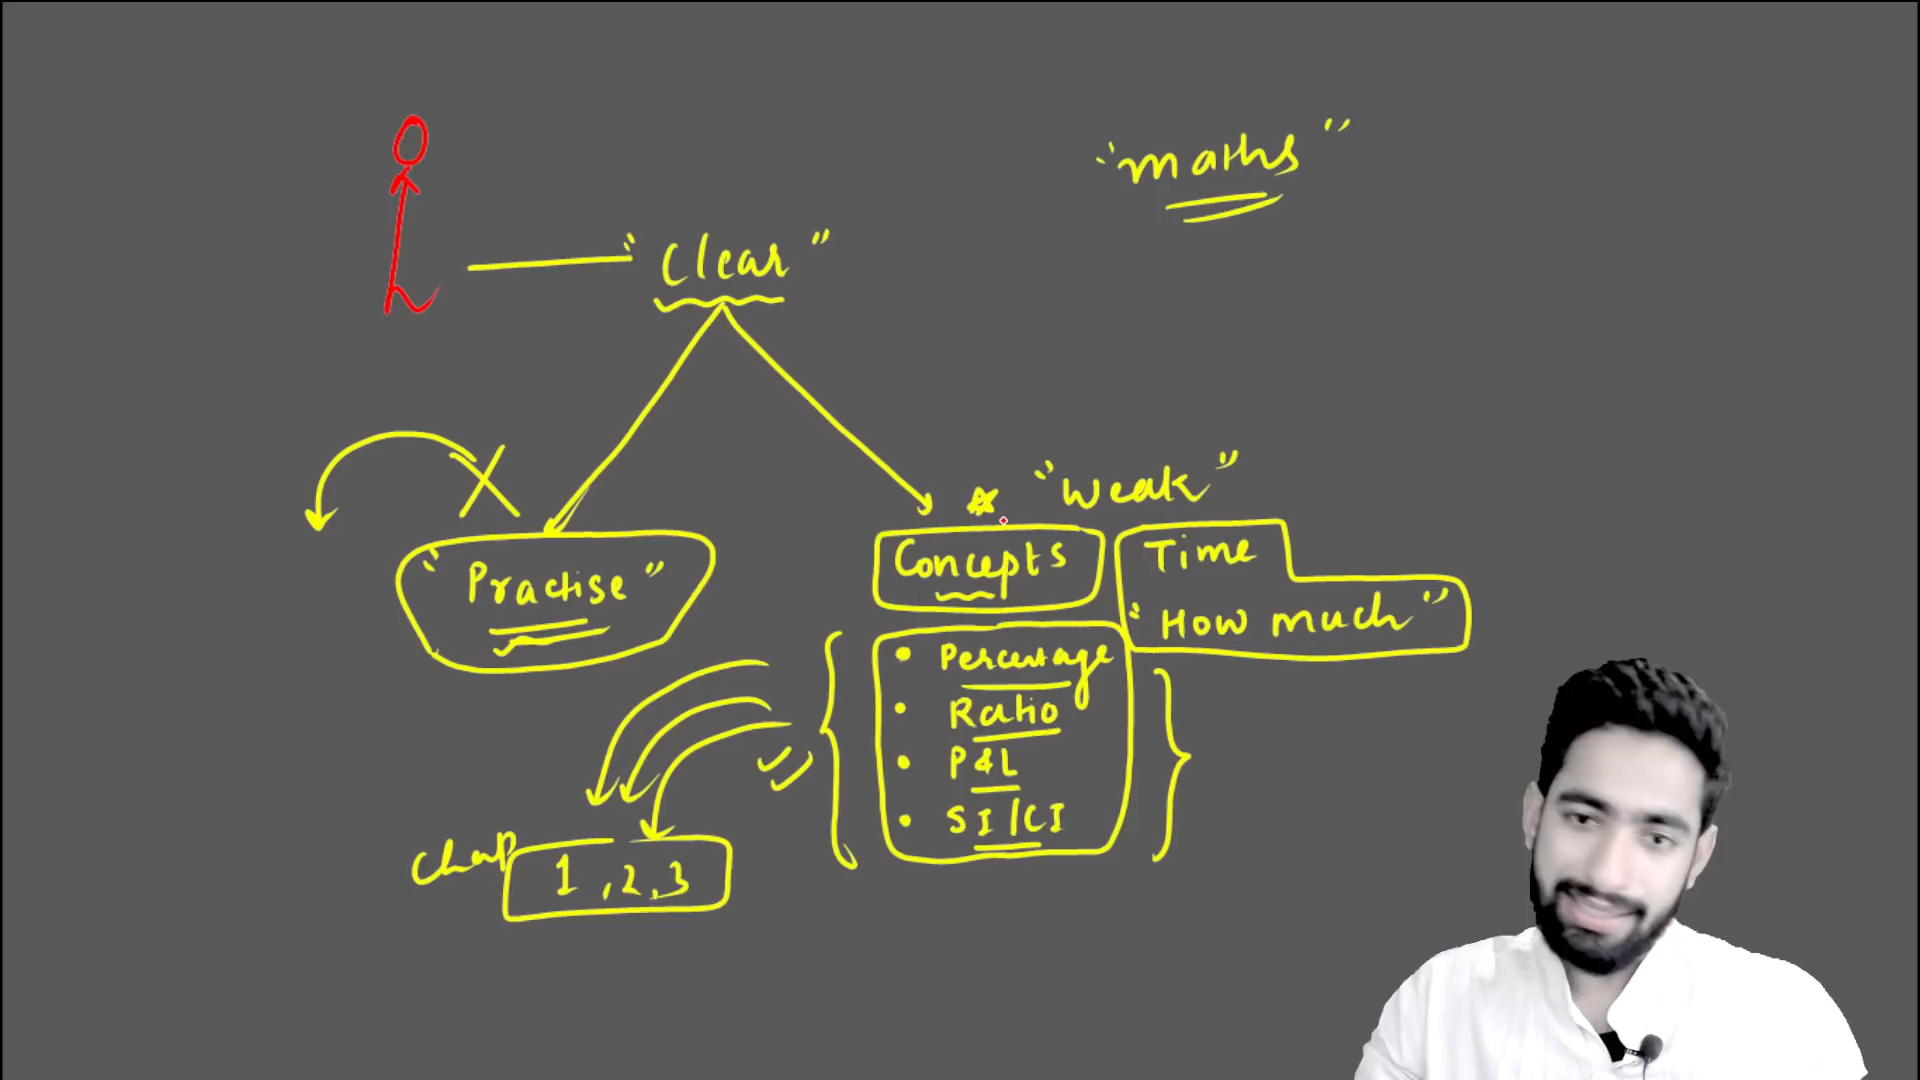 "maths"
"Clear"
"Weak"
"Practise"
Concepts
Time
"How much"
• Percentage
• Ratio
• P&L
• SI/CI
Chap 1,2,3